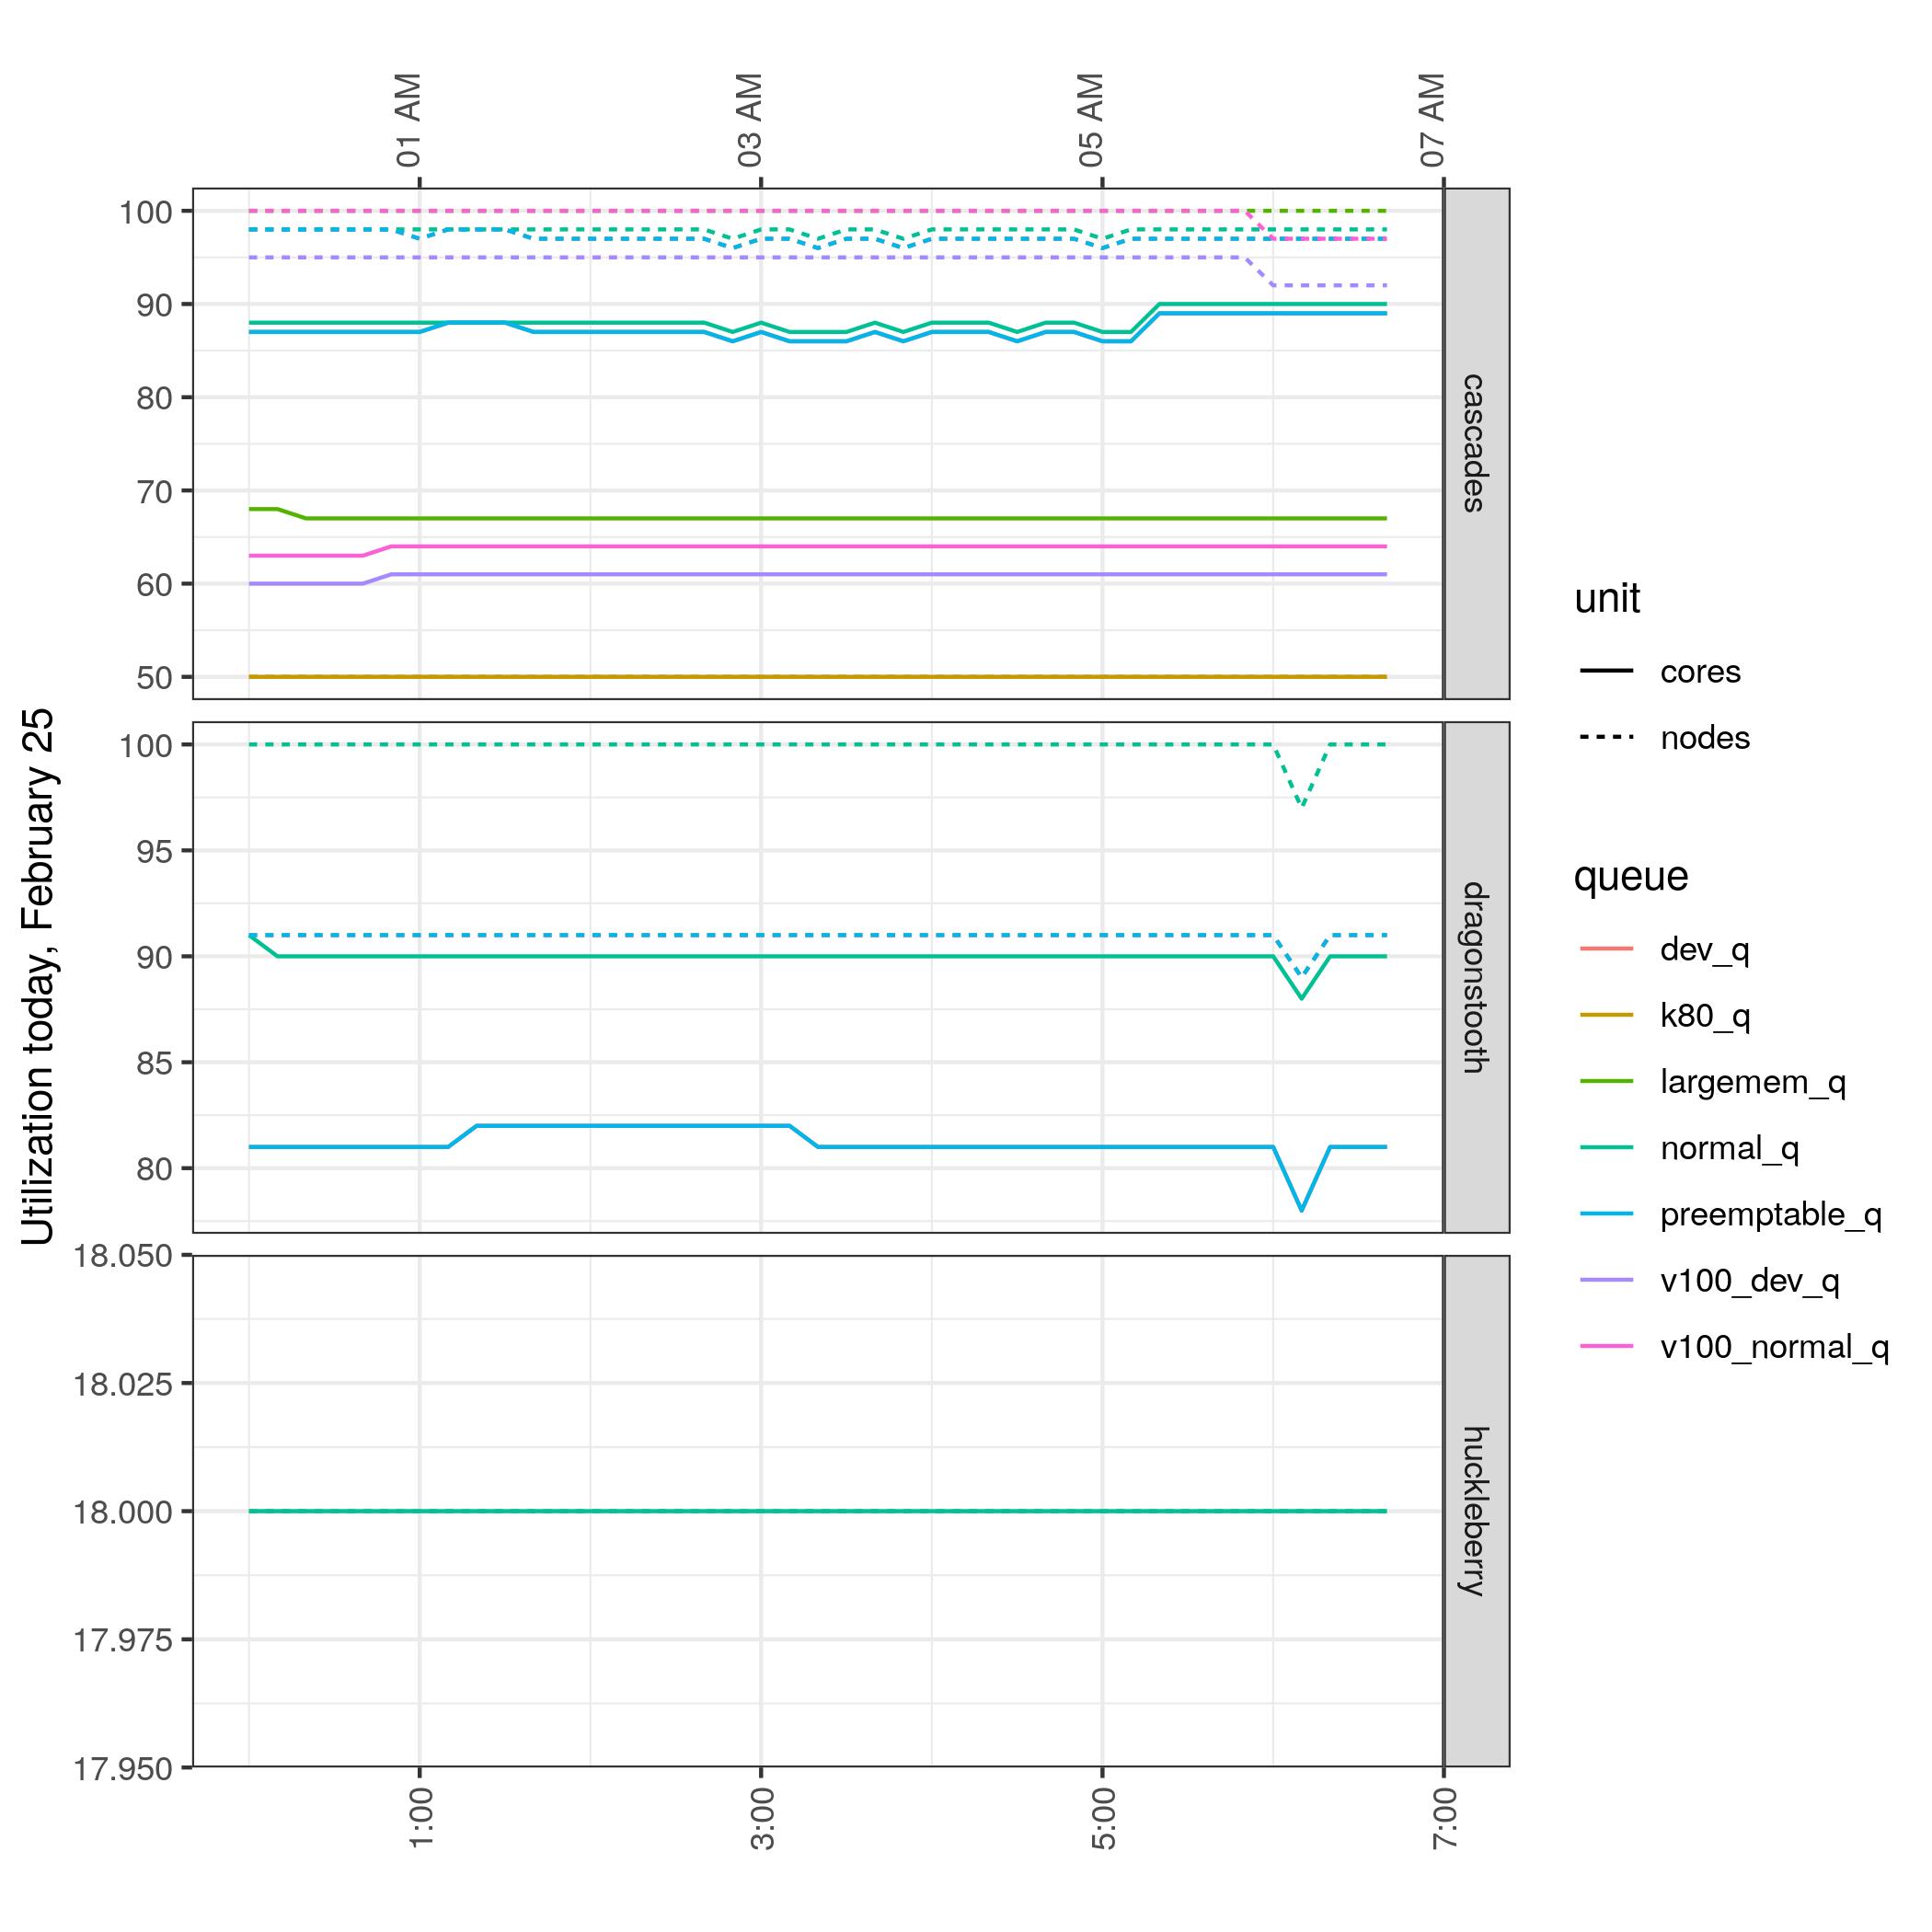 01 AM
03 AM
05 AM
07 AM
100
90
80
70
60
50
cascades
100
95
90
85
80
dragonstooth
18.050
18.025
18.000
17.975
17.950
huckleberry
1:00
3:00
5:00
7:00
Utilization today, February 25
unit
cores
nodes
queue
dev_q
k80_q
largemem_q
normal_q
preemptable_q
v100_dev_q
v100_normal_q